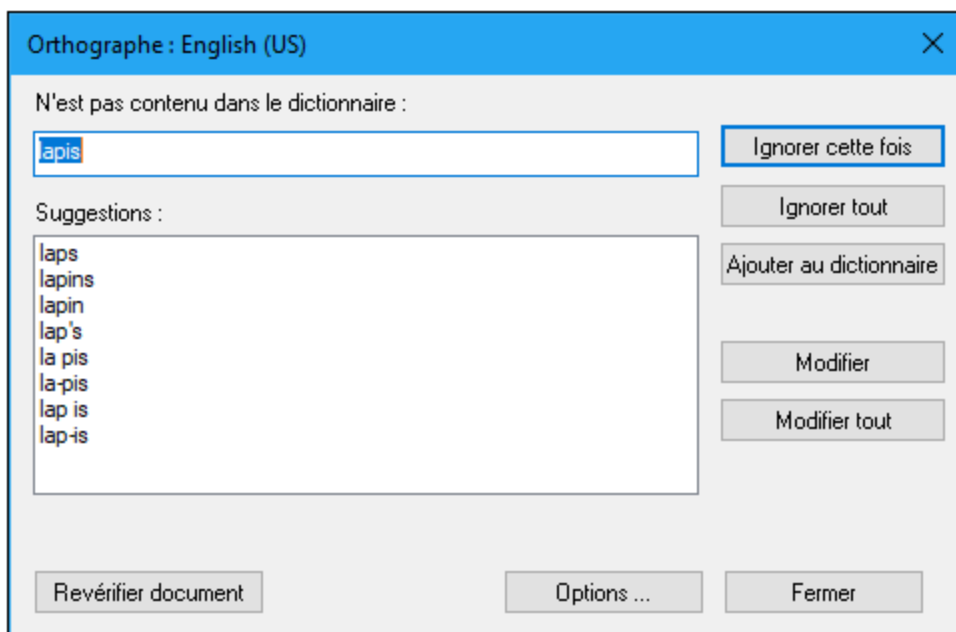 Orthographe : English (US)
N'est pas contenu dans le dictionnaire :
lapis
Ignorer cette fois
Suggestions :
Ignorer tout
laps
lapins
lapin
lap's
la pis
la-pis
lap is
lap-is
Ajouter au dictionnaire
Modifier
Modifier tout
Revérifier document
Options ...
Fermer